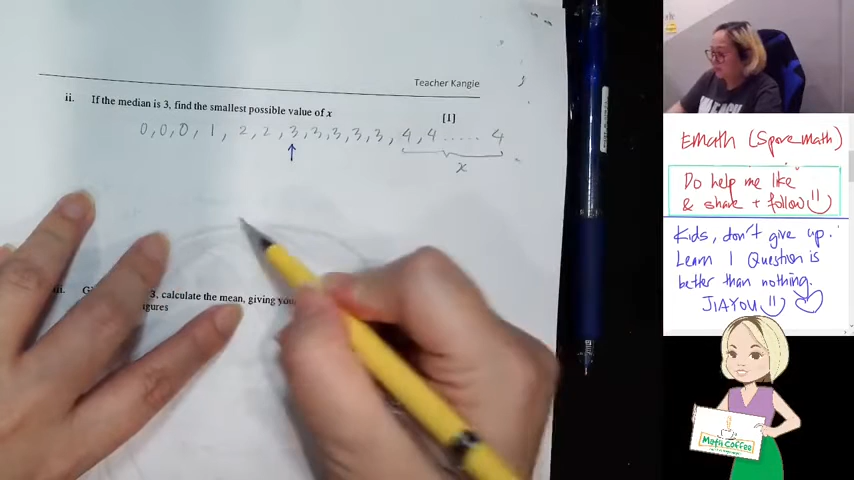 Teacher Kangie
ii. If the median is 3, find the smallest possible value of x
[1]
0, 0, 0, 1, 2, 2, 3, 3, 3, 3, 3, 4, 4 ...... 4
x
3, calculate the mean, giving you
igures
Emath (Spore math)
Do help me like
& share + follow
Kids, don't give up.
Learn 1 Question is
better than nothing.
JIAYOU
Math Coffee